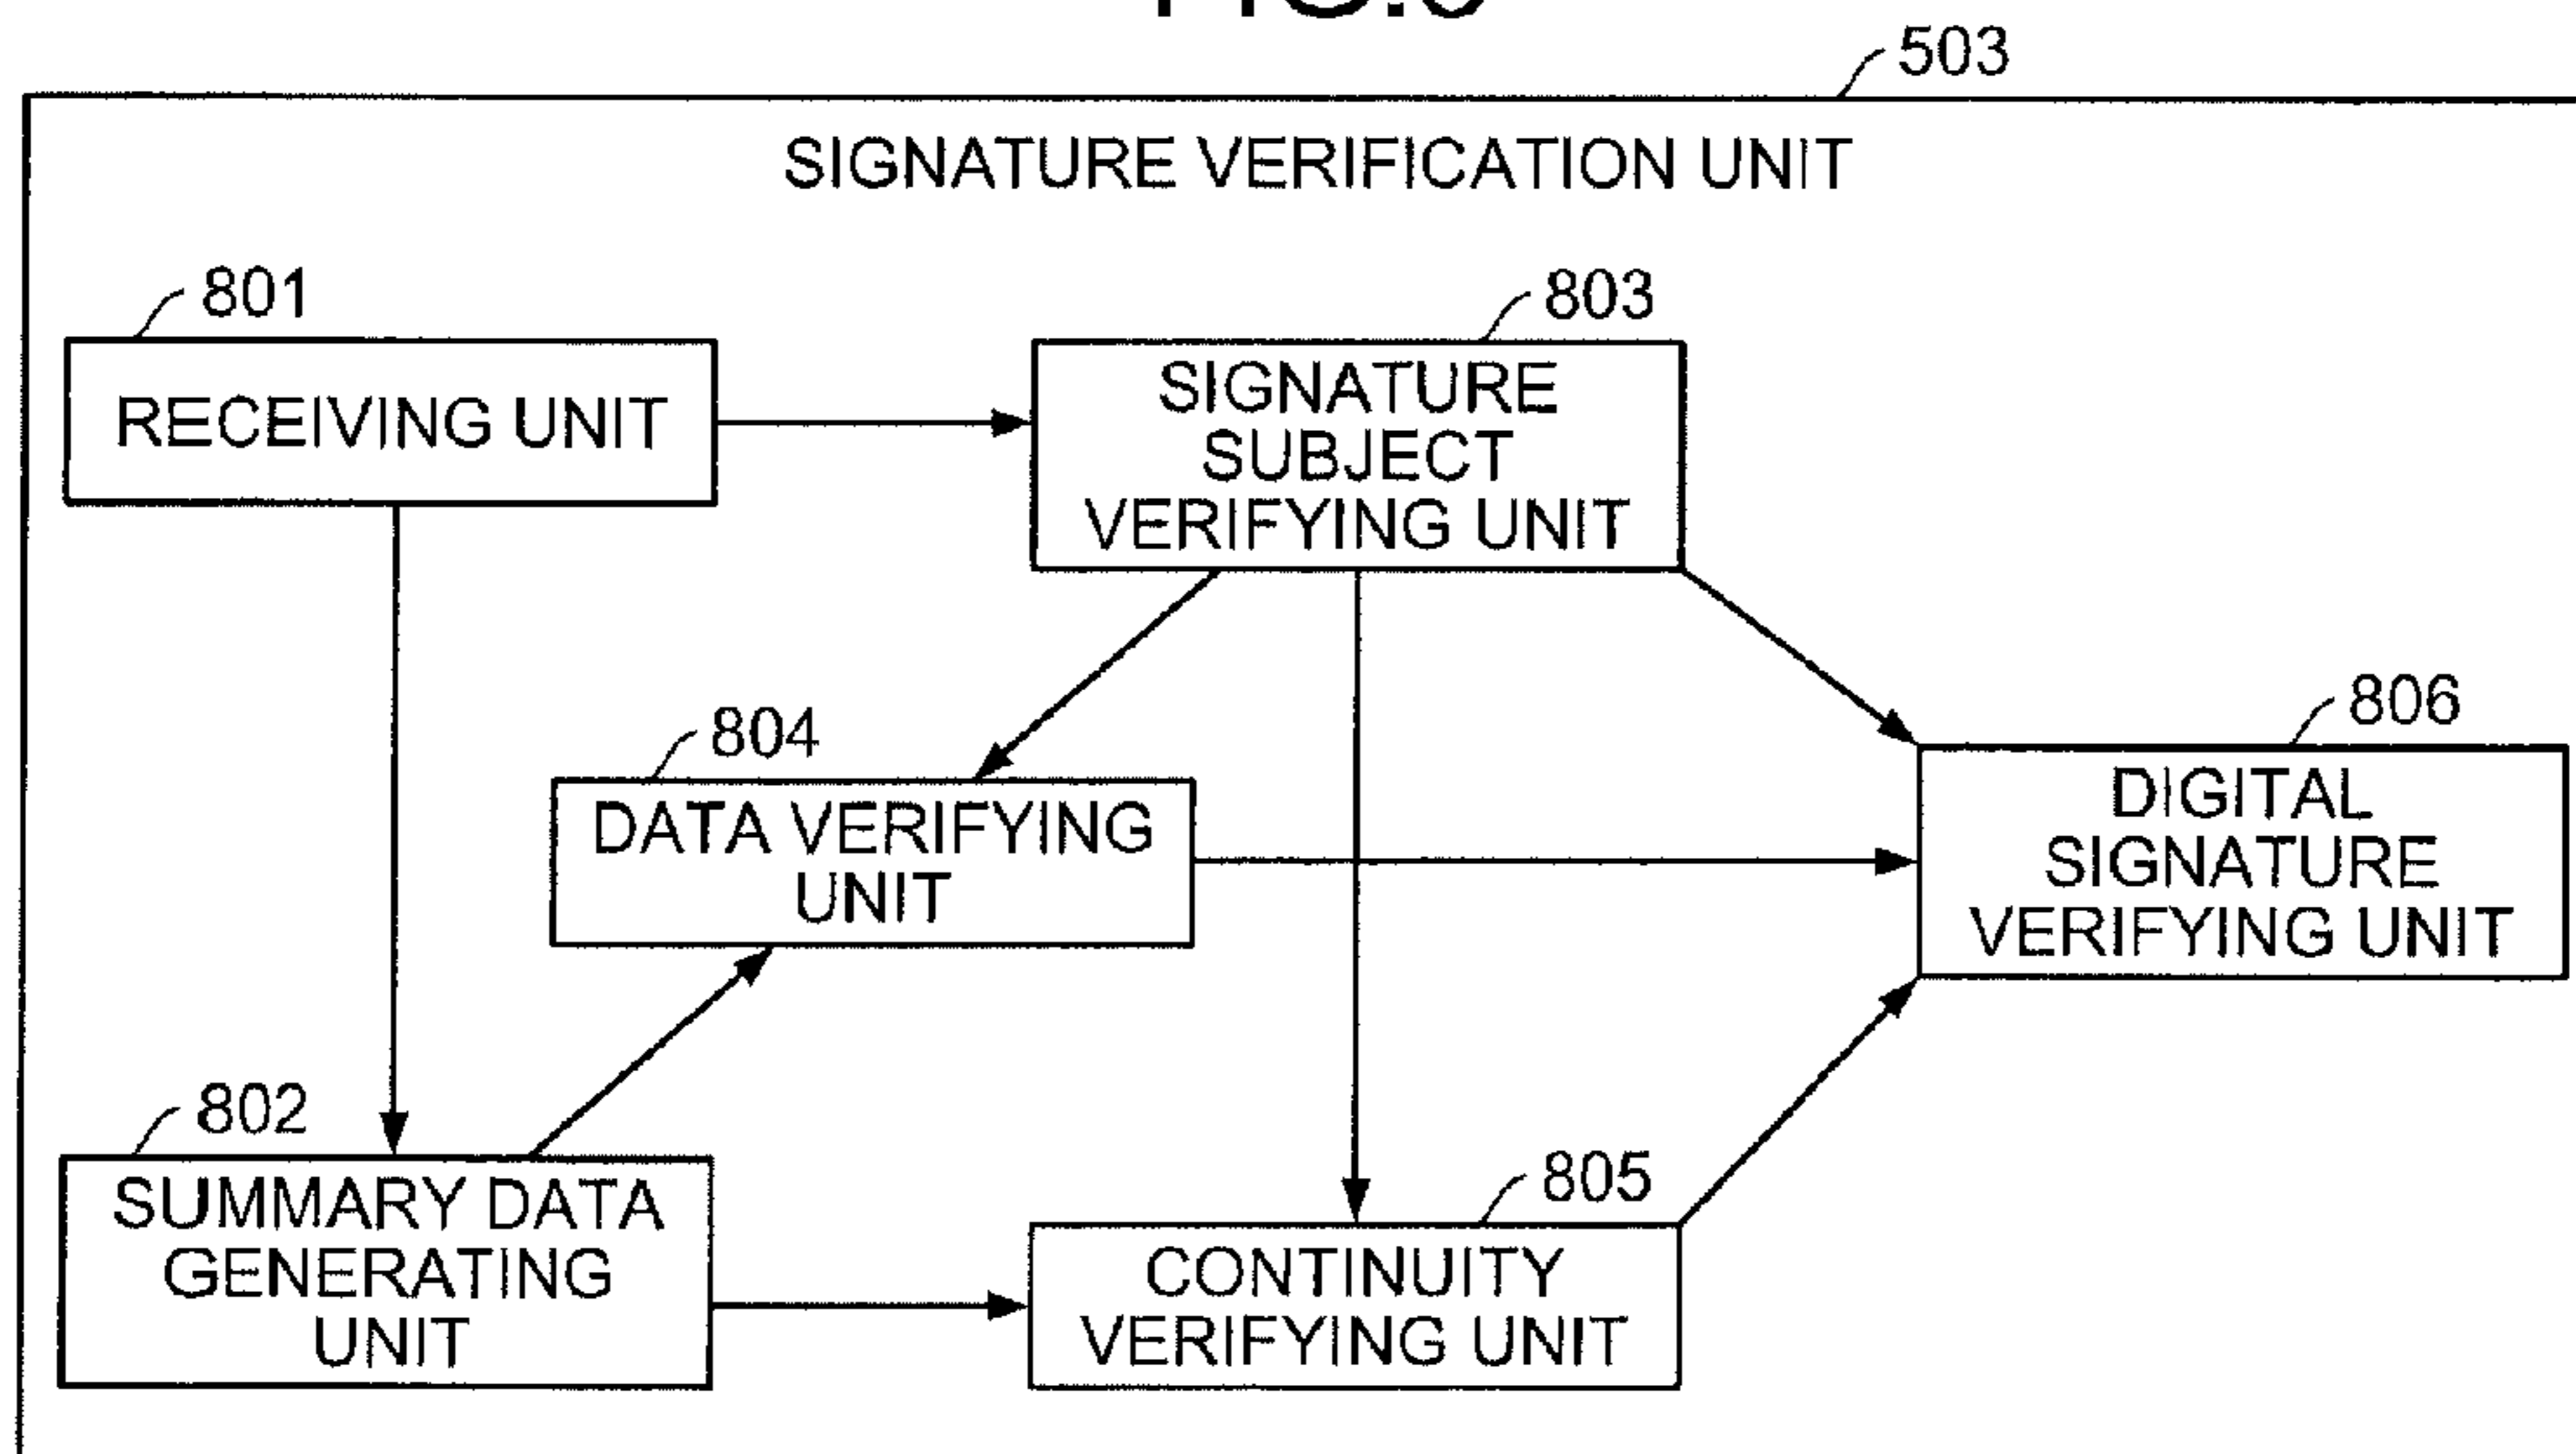 503
SIGNATURE VERIFICATION UNIT
801
RECEIVING UNIT
803
SIGNATURE
SUBJECT
VERIFYING UNIT
804
DATA VERIFYING
UNIT
806
DIGITAL
SIGNATURE
VERIFYING UNIT
802
SUMMARY DATA
GENERATING
UNIT
805
CONTINUITY
VERIFYING UNIT